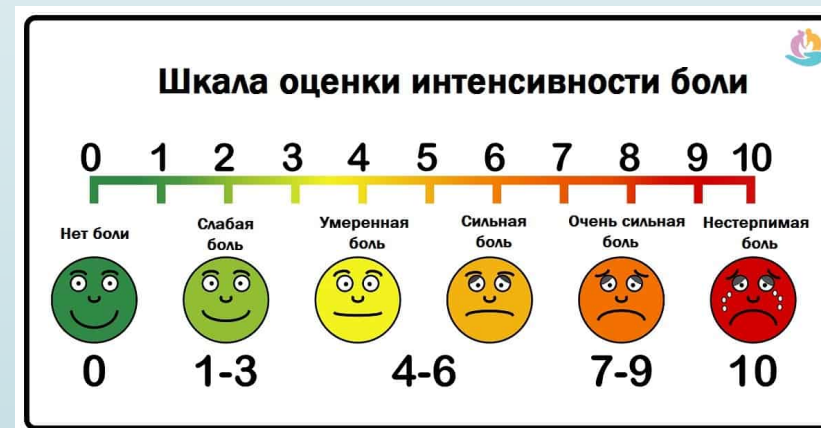 Шкала оценки интенсивности боли
0 1 2 3 4 5 6 7 8 9 10
Нет боли
Слабая
боль
Умеренная
боль
Сильная
боль
Очень сильная
боль
Нестерпимая
боль
0 1-3 4-6 7-9 10